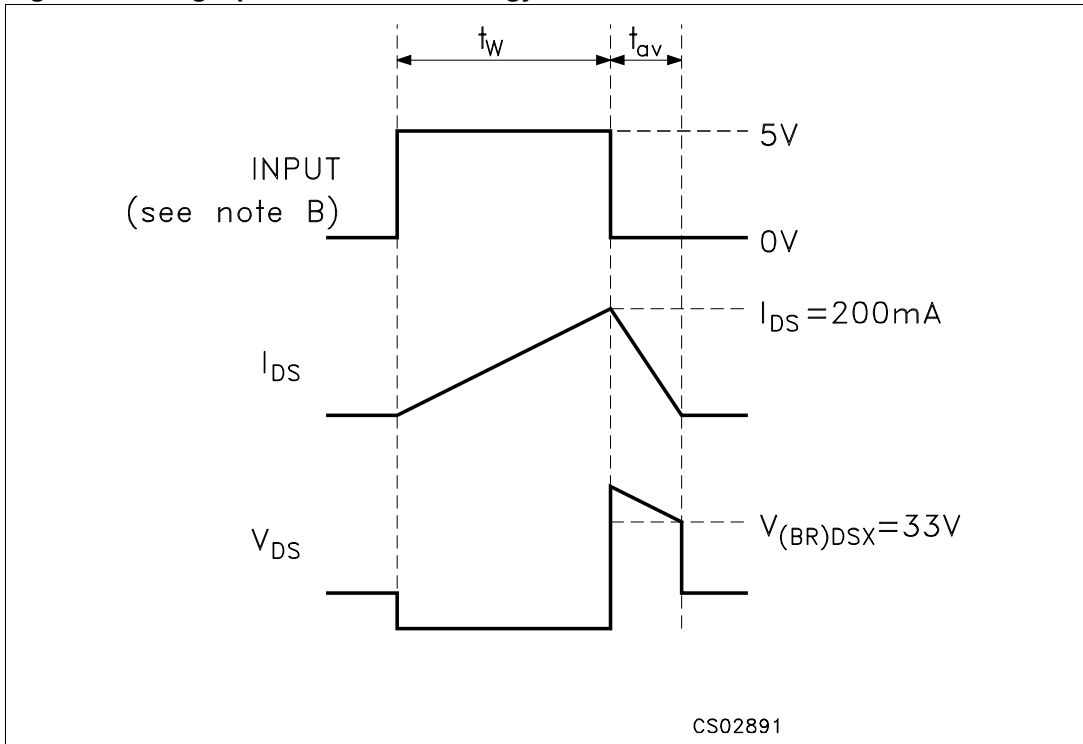 t_W t_av
5V
INPUT
(see note B)
0V
I_DS=200mA
I_DS
V_DS
V_(BR)DSX=33V
CS02891